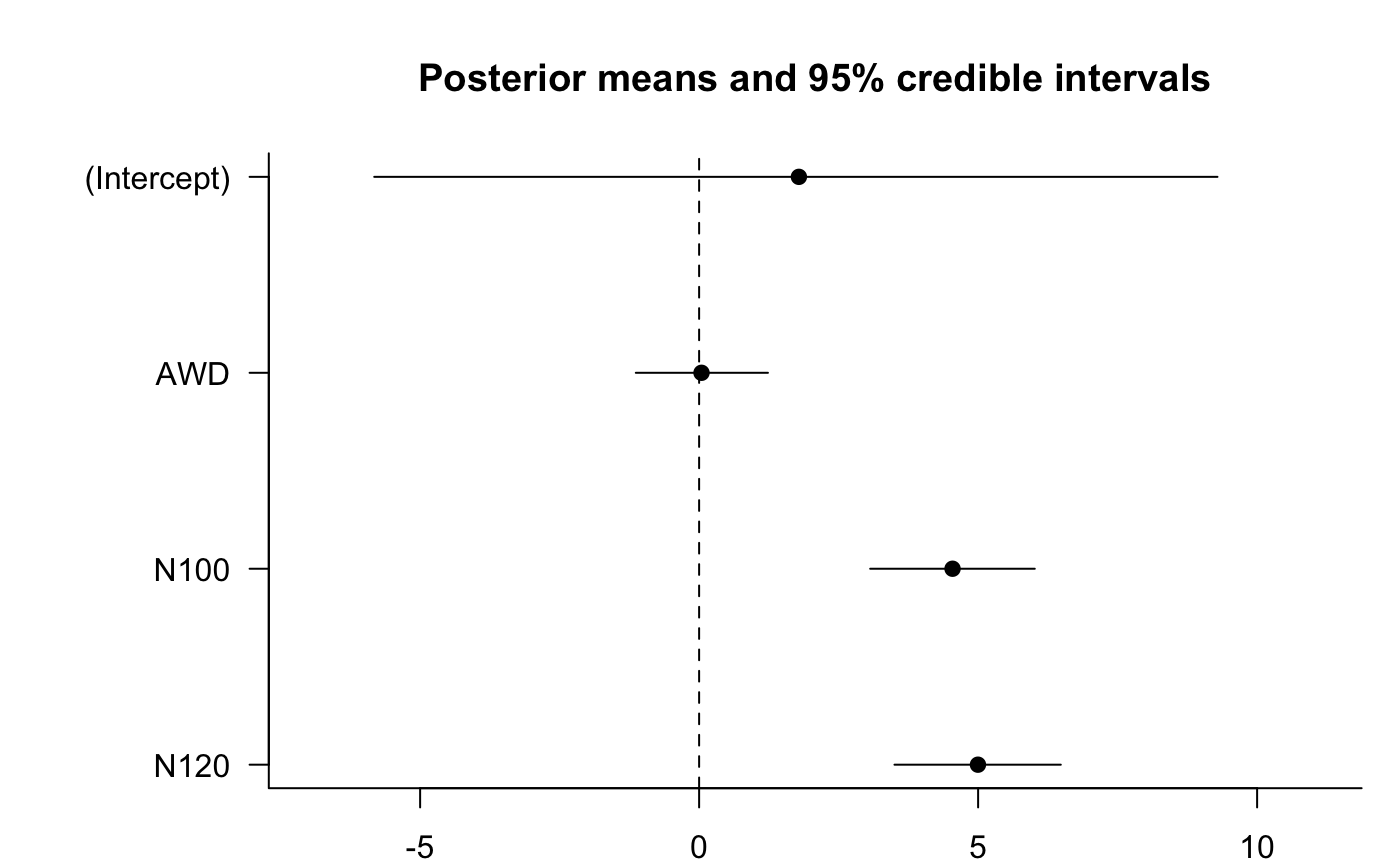 Posterior means and 95% credible intervals
(Intercept)
AWD
N100
N120
-5 0 5 10